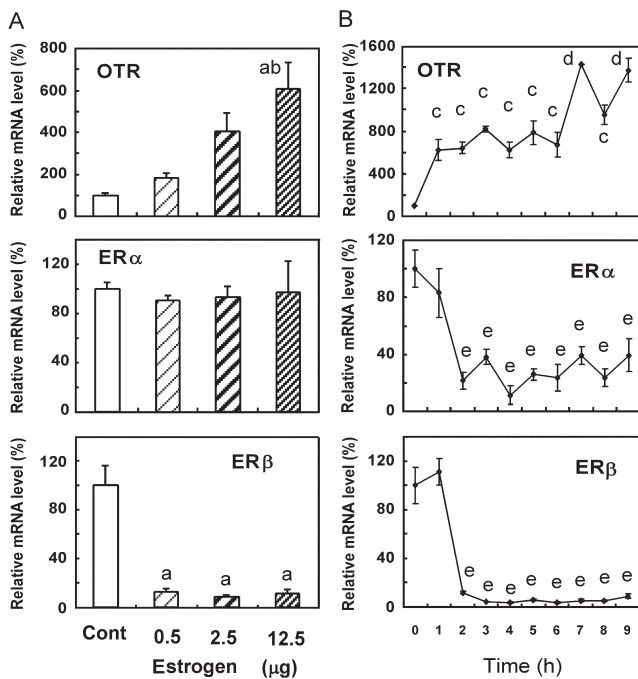 A
Relative mRNA level (%)
800
600
400
200
0
OTR
ab
Relative mRNA level (%)
120
80
40
0
ERα
Relative mRNA level (%)
120
80
40
0
ERβ
a
a
a
Cont
0.5
2.5
12.5
Estrogen
(μg)
B
Relative mRNA level (%)
1600
1200
800
400
0
OTR
c
c
c
c
c
c
d
c
d
Relative mRNA level (%)
120
80
40
0
ERα
e
e
e
e
e
e
e
e
Relative mRNA level (%)
120
80
40
0
ERβ
e
e
e
e
e
e
e
e
0 1 2 3 4 5 6 7 8 9
Time (h)